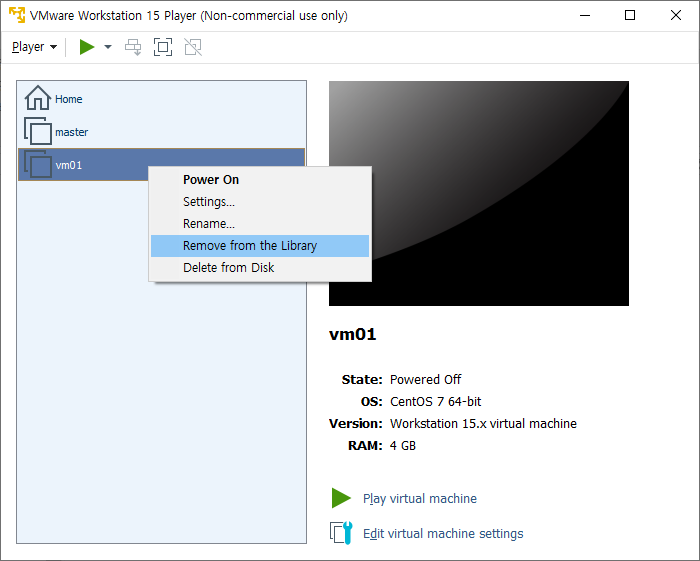 VMware Workstation 15 Player (Non-commercial use only)
Player
Home
master
vm01
Power On
Settings...
Rename...
Remove from the Library
Delete from Disk
vm01
State: Powered Off
OS: CentOS 7 64-bit
Version: Workstation 15.x virtual machine
RAM: 4 GB
Play virtual machine
Edit virtual machine settings